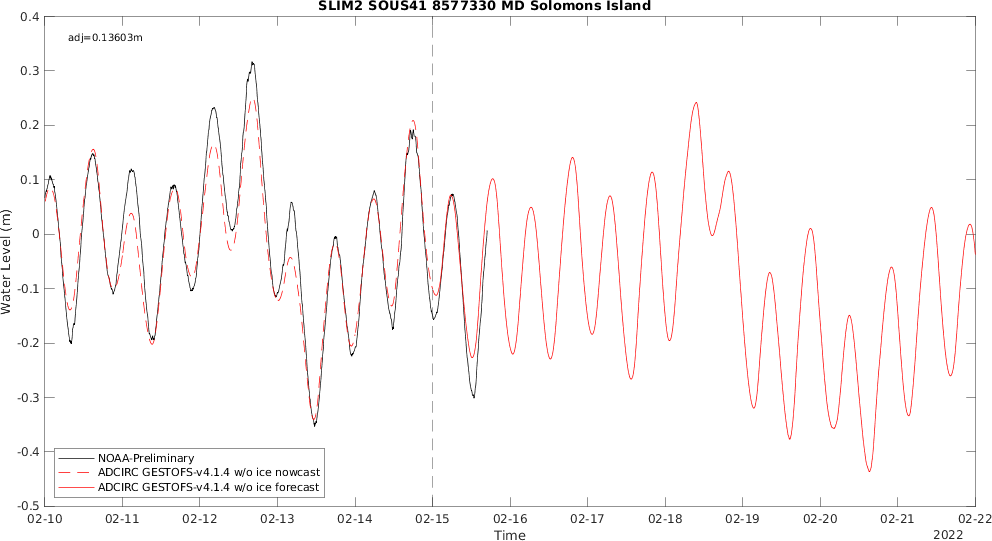 SLIM2 SOUS41 8577330 MD Solomons Island
adj=0.13603m
0.4
0.3
0.2
0.1
0
-0.1
-0.2
-0.3
-0.4
-0.5
Water Level (m)
NOAA-Preliminary
ADCIRC GESTOFS-v4.1.4 w/o ice nowcast
ADCIRC GESTOFS-v4.1.4 w/o ice forecast
02-10 02-11 02-12 02-13 02-14 02-15 02-16 02-17 02-18 02-19 02-20 02-21 02-22
Time
2022